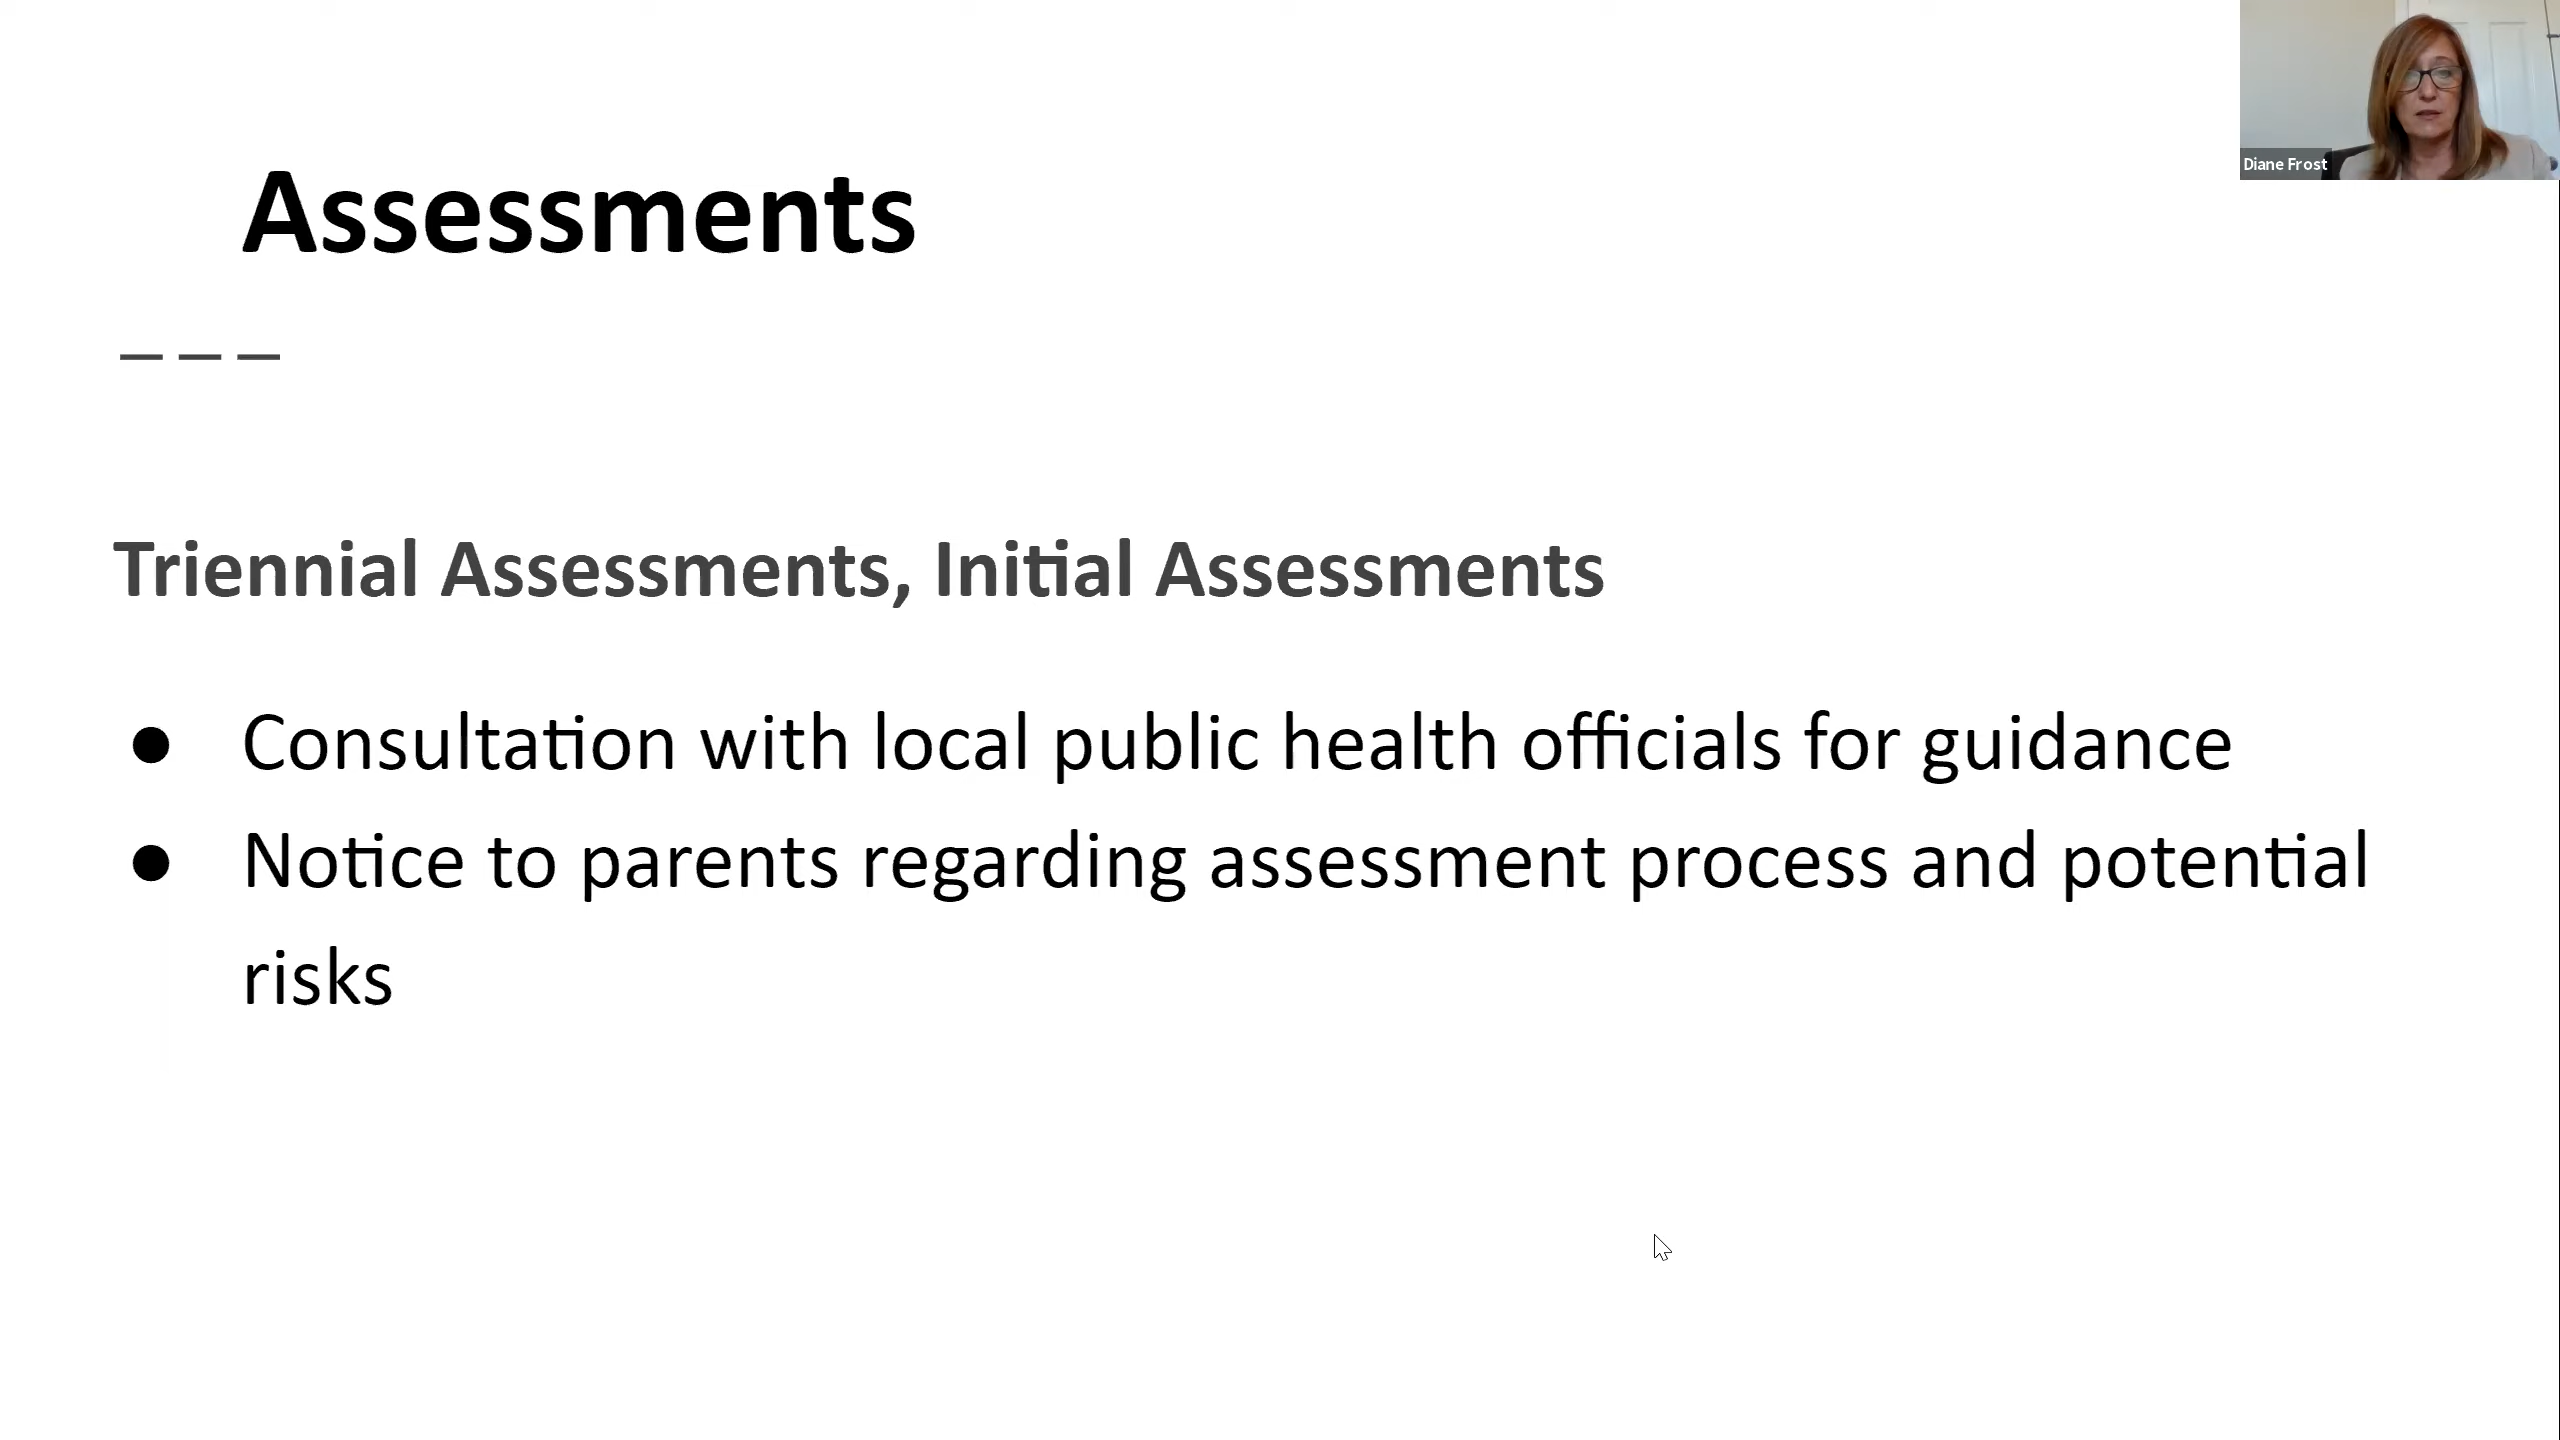 Diane Frost
Assessments
Triennial Assessments, Initial Assessments
● Consultation with local public health officials for guidance
● Notice to parents regarding assessment process and potential
risks